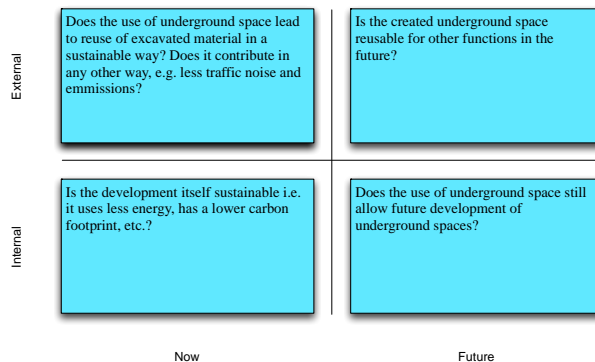 External
Does the use of underground space lead
to reuse of excavated material in a
sustainable way? Does it contribute in
any other way, e.g. less traffic noise and
emmissions?
Is the created underground space
reusable for other functions in the
future?
Internal
Is the development itself sustainable i.e.
it uses less energy, has a lower carbon
footprint, etc.?
Does the use of underground space still
allow future development of
underground spaces?
Now
Future